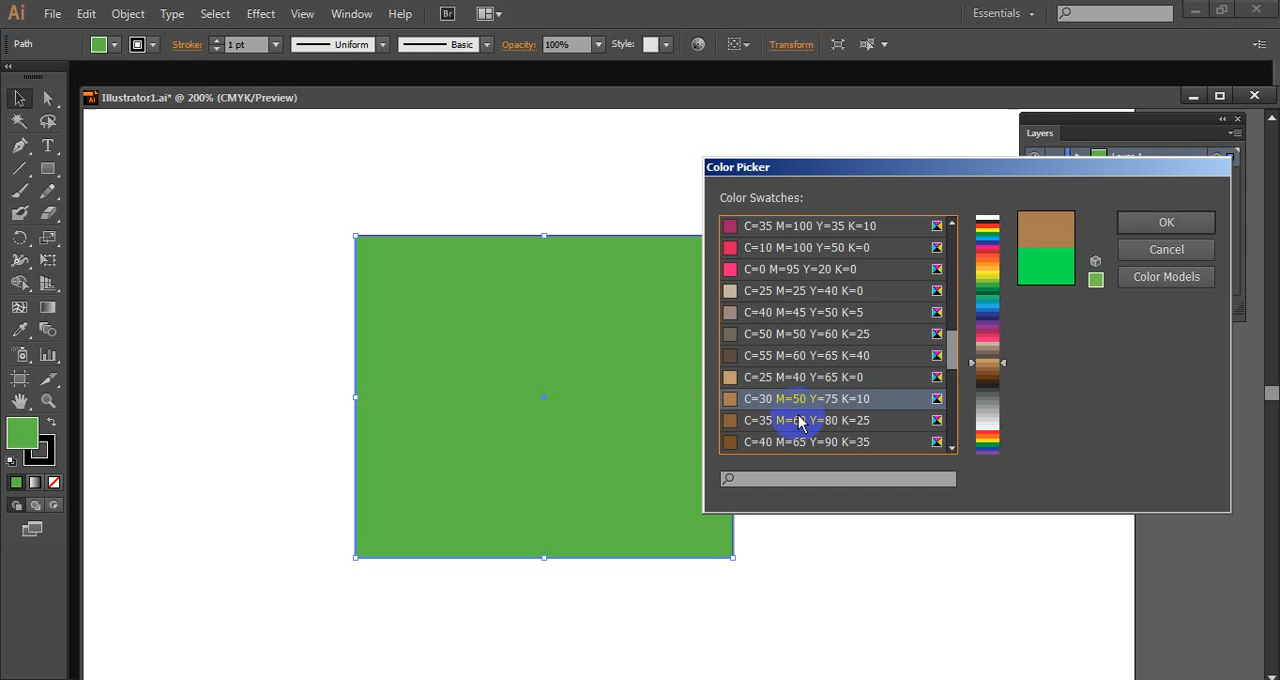 Ai File Edit Object Type Select Effect View Window Help Br Essentials
Path Stroke: 1 pt Uniform Basic Opacity: 100% Style: Transform
Ai Illustrator1.ai* @ 200% (CMYK/Preview)
Layers
Color Picker
Color Swatches:
C=35 M=100 Y=35 K=10
C=10 M=100 Y=50 K=0
C=0 M=95 Y=20 K=0
C=25 M=25 Y=40 K=0
C=40 M=45 Y=50 K=5
C=50 M=50 Y=60 K=25
C=55 M=60 Y=65 K=40
C=25 M=40 Y=65 K=0
C=30 M=50 Y=75 K=10
C=35 M=60 Y=80 K=25
C=40 M=65 Y=90 K=35
OK
Cancel
Color Models